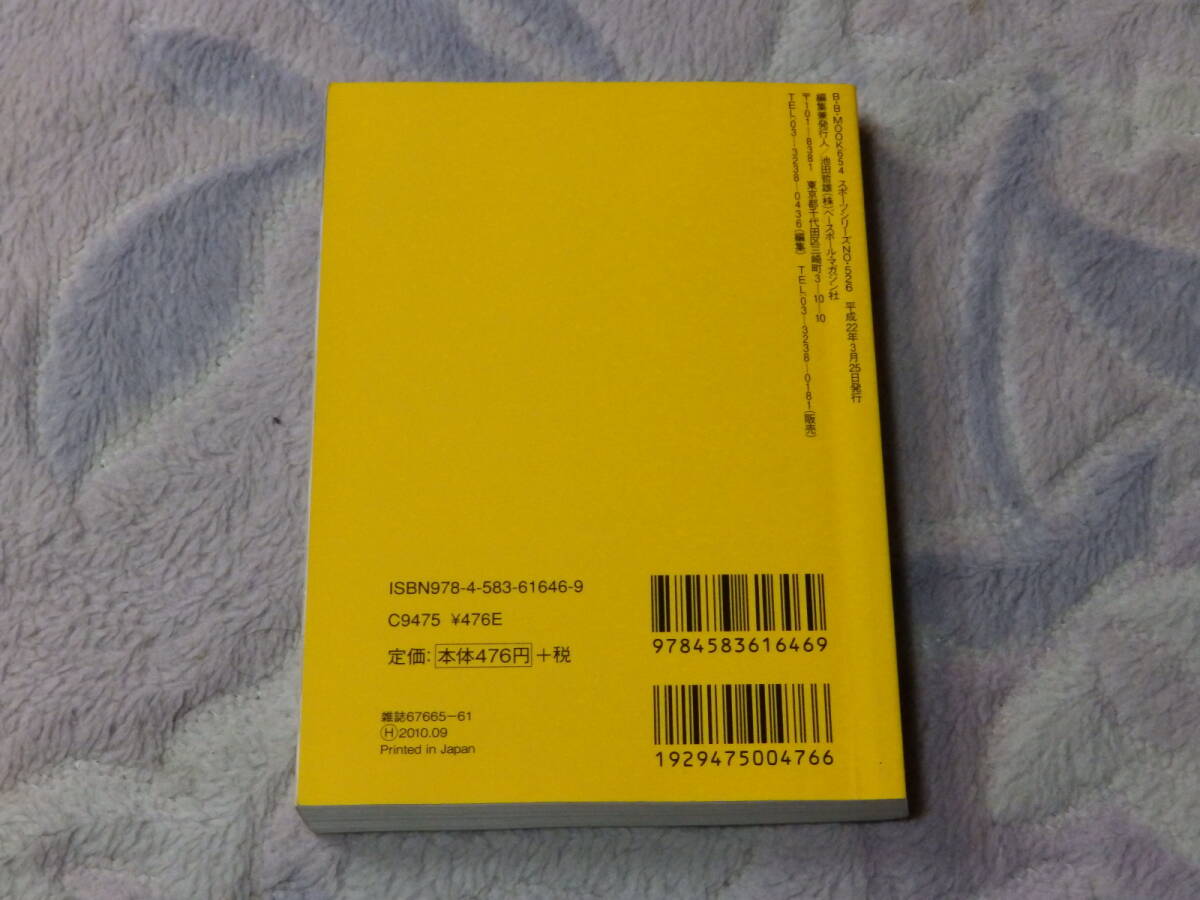 B・B・MOOK654 スポーツシリーズNO・526 平成22年3月25日発行
編集兼発行人/池田哲雄(株)ベースボール・マガジン社
〒101―8381 東京都千代田区三崎町3―10―10
TEL.03―3238―0436(編集) TEL.03―3238―0181(販売)
ISBN978-4-583-61646-9
C9475 ¥476E
定価: 本体476円 +税
雑誌67665-61
Ⓗ2010.09
Printed in Japan
9784583616469
1929475004766